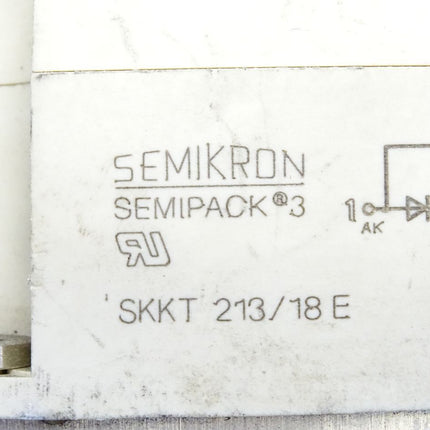 SEMIKRON
SEMIPACK®3
1
AK
SKKT 213/18 E